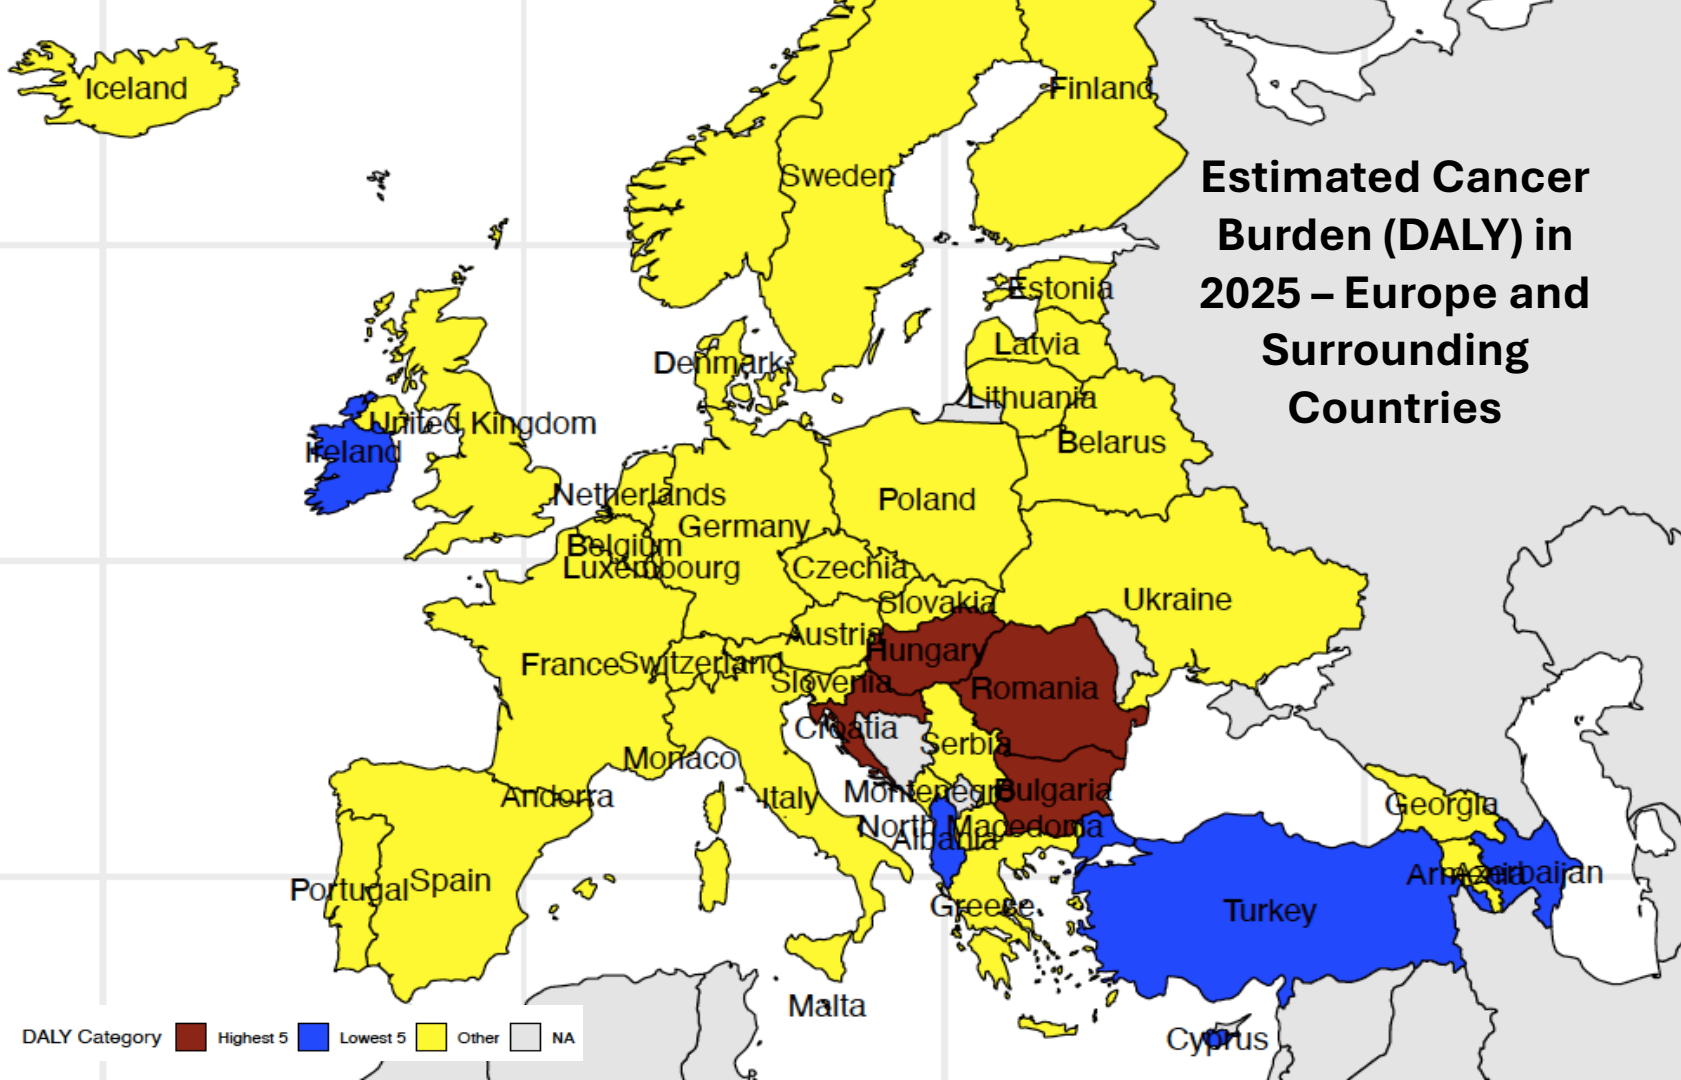 Iceland
Finland
Estimated Cancer
Burden (DALY) in
2025 – Europe and
Surrounding
Countries
Sweden
Estonia
Latvia
Denmark
Lithuania
United Kingdom
Belarus
Ireland
Netherlands
Poland
Germany
Belgium
Luxembourg
Czechia
Slovakia
Ukraine
Austria
Hungary
France
Switzerland
Slovenia
Romania
Croatia
Serbia
Monaco
Andorra
Italy
Montenegro
Bulgaria
Georgia
North Macedonia
Albania
Armenia
Azerbaijan
Portugal
Spain
Greece
Turkey
Malta
Cyprus
DALY Category
Highest 5
Lowest 5
Other
NA